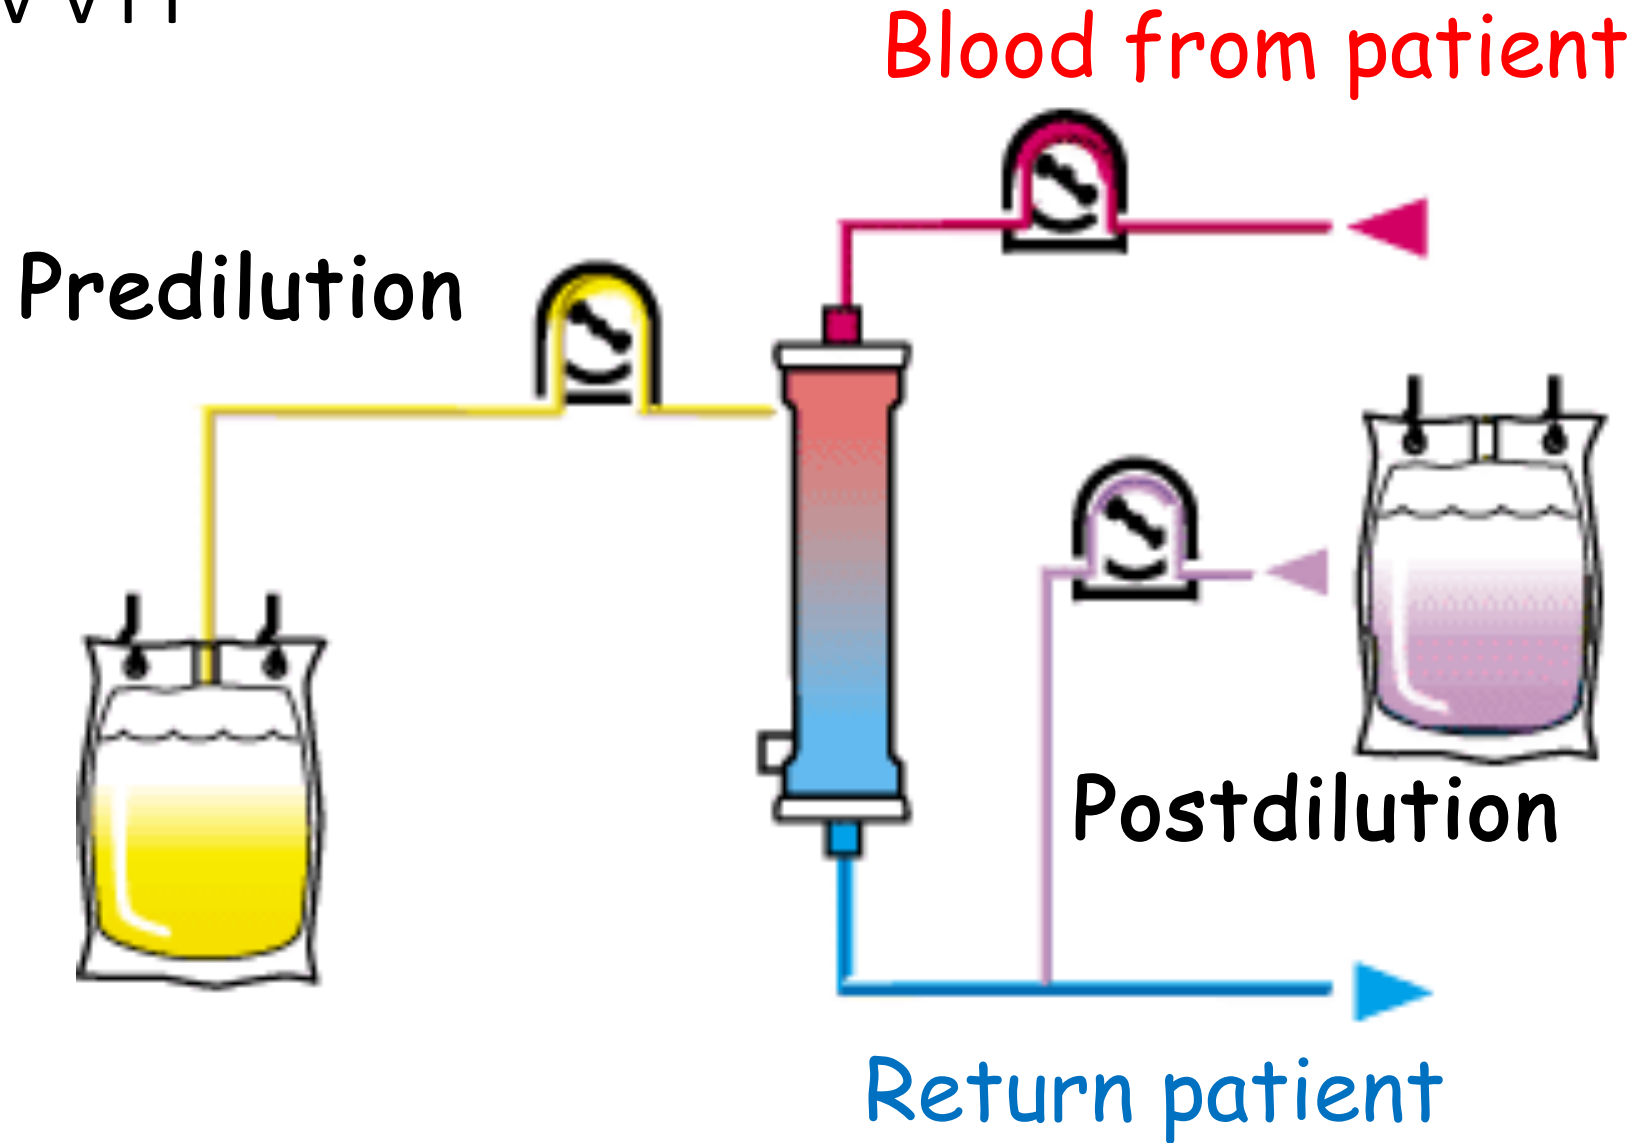 Blood from patient
Predilution
Postdilution
Return patient